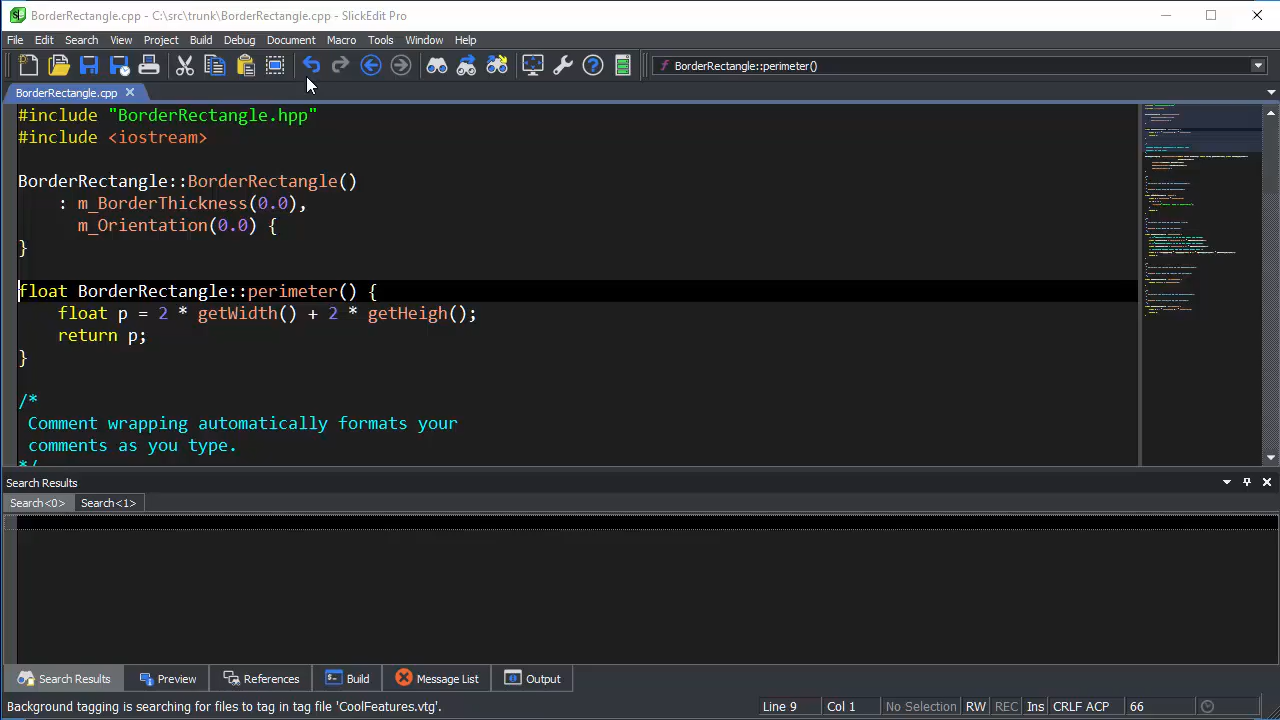 BorderRectangle.cpp - C:\src\trunk\BorderRectangle.cpp - SlickEdit Pro
File Edit Search View Project Build Debug Document Macro Tools Window Help
BorderRectangle::perimeter()
BorderRectangle.cpp
#include "BorderRectangle.hpp"
#include <iostream>
BorderRectangle::BorderRectangle()
: m_BorderThickness(0.0),
m_Orientation(0.0) {
}
float BorderRectangle::perimeter() {
float p = 2 * getWidth() + 2 * getHeigh();
return p;
}
/*
Comment wrapping automatically formats your
comments as you type.
*/
Search Results
Search<0> Search<1>
Search Results Preview References Build Message List Output
Background tagging is searching for files to tag in tag file 'CoolFeatures.vtg'. Line 9 Col 1 No Selection RW REC Ins CRLF ACP 66